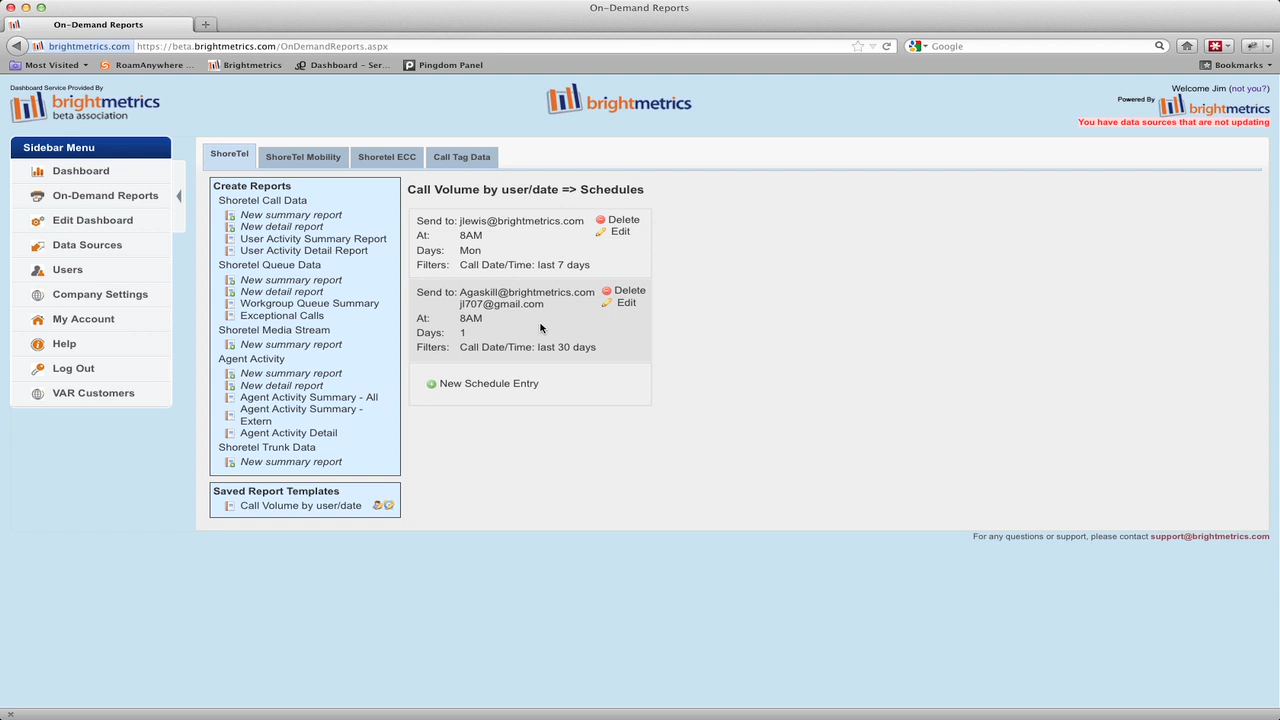 On-Demand Reports
On-Demand Reports
brightmetrics.com https://beta.brightmetrics.com/OnDemandReports.aspx
Google
Most Visited
RoamAnywhere ...
Brightmetrics
Dashboard – Ser...
Pingdom Panel
Bookmarks
Dashboard Service Provided By
brightmetrics
beta association
brightmetrics
Welcome Jim (not you?)
Powered By
brightmetrics
You have data sources that are not updating
Sidebar Menu
Dashboard
On-Demand Reports
Edit Dashboard
Data Sources
Users
Company Settings
My Account
Help
Log Out
VAR Customers
ShoreTel
ShoreTel Mobility
Shoretel ECC
Call Tag Data
Create Reports
Shoretel Call Data
New summary report
New detail report
User Activity Summary Report
User Activity Detail Report
Shoretel Queue Data
New summary report
New detail report
Workgroup Queue Summary
Exceptional Calls
Shoretel Media Stream
New summary report
Agent Activity
New summary report
New detail report
Agent Activity Summary - All
Agent Activity Summary -
Extern
Agent Activity Detail
Shoretel Trunk Data
New summary report
Saved Report Templates
Call Volume by user/date
Call Volume by user/date => Schedules
Send to: jlewis@brightmetrics.com Delete
Edit
At: 8AM
Days: Mon
Filters: Call Date/Time: last 7 days
Send to: Agaskill@brightmetrics.com Delete
jl707@gmail.com Edit
At: 8AM
Days: 1
Filters: Call Date/Time: last 30 days
New Schedule Entry
For any questions or support, please contact support@brightmetrics.com